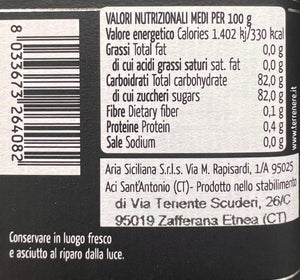 VALORI NUTRIZIONALI MEDI PER 100 g
Valore energetico Calories 1.402 kj/330 kcal
Grassi Total fat 0,0 g
di cui acidi grassi saturi sat. fat 0,0 g
Carboidrati Total carbohydrate 82,0 g
di cui zuccheri sugars 82,0 g
Fibre Dietary fiber 0,1 g
Proteine Protein 0,4 g
Sale Sodium 0,0 g
Aria Siciliana S.r.l.s. Via M. Rapisardi, 1/A 95025
Aci Sant'Antonio (CT)- Prodotto nello stabilimento
di Via Tenente Scuderi, 26/C
95019 Zafferana Etnea (CT)
8 033673 264082
Conservare in luogo fresco
e asciutto al riparo dalla luce.
www.terrenere.it